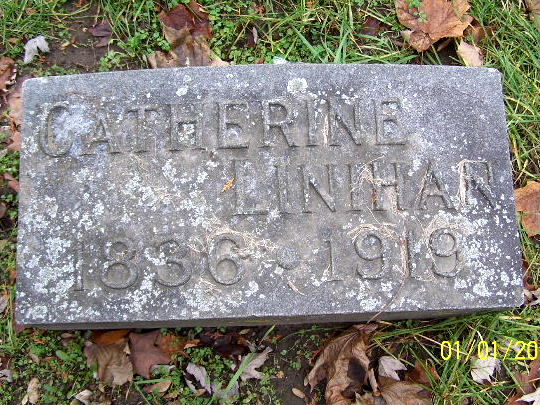 CATHERINE
LINIHAN
1836 • 1919
01/01/20